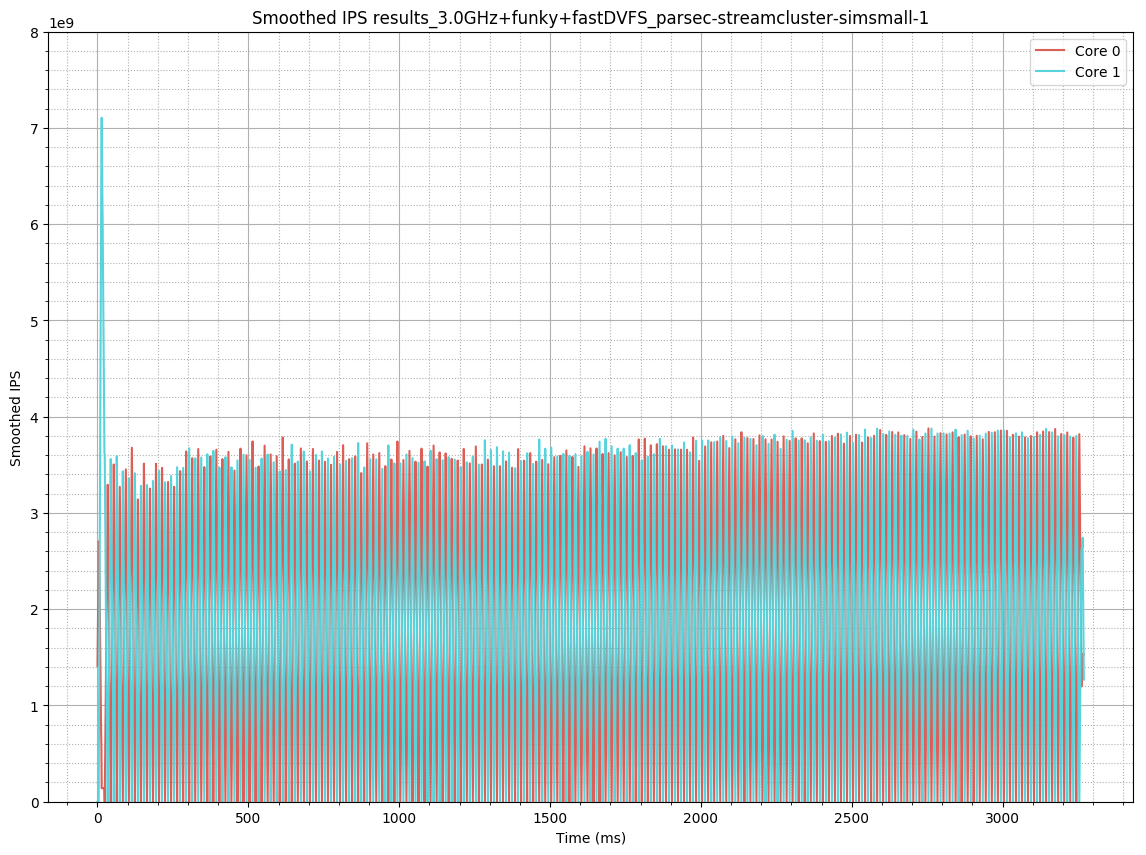 Smoothed IPS results_3.0GHz+funky+fastDVFS_parsec-streamcluster-simsmall-1
1e9
Core 0
Core 1
8
7
6
5
4
3
2
1
0
Smoothed IPS
0
500
1000
1500
2000
2500
3000
Time (ms)